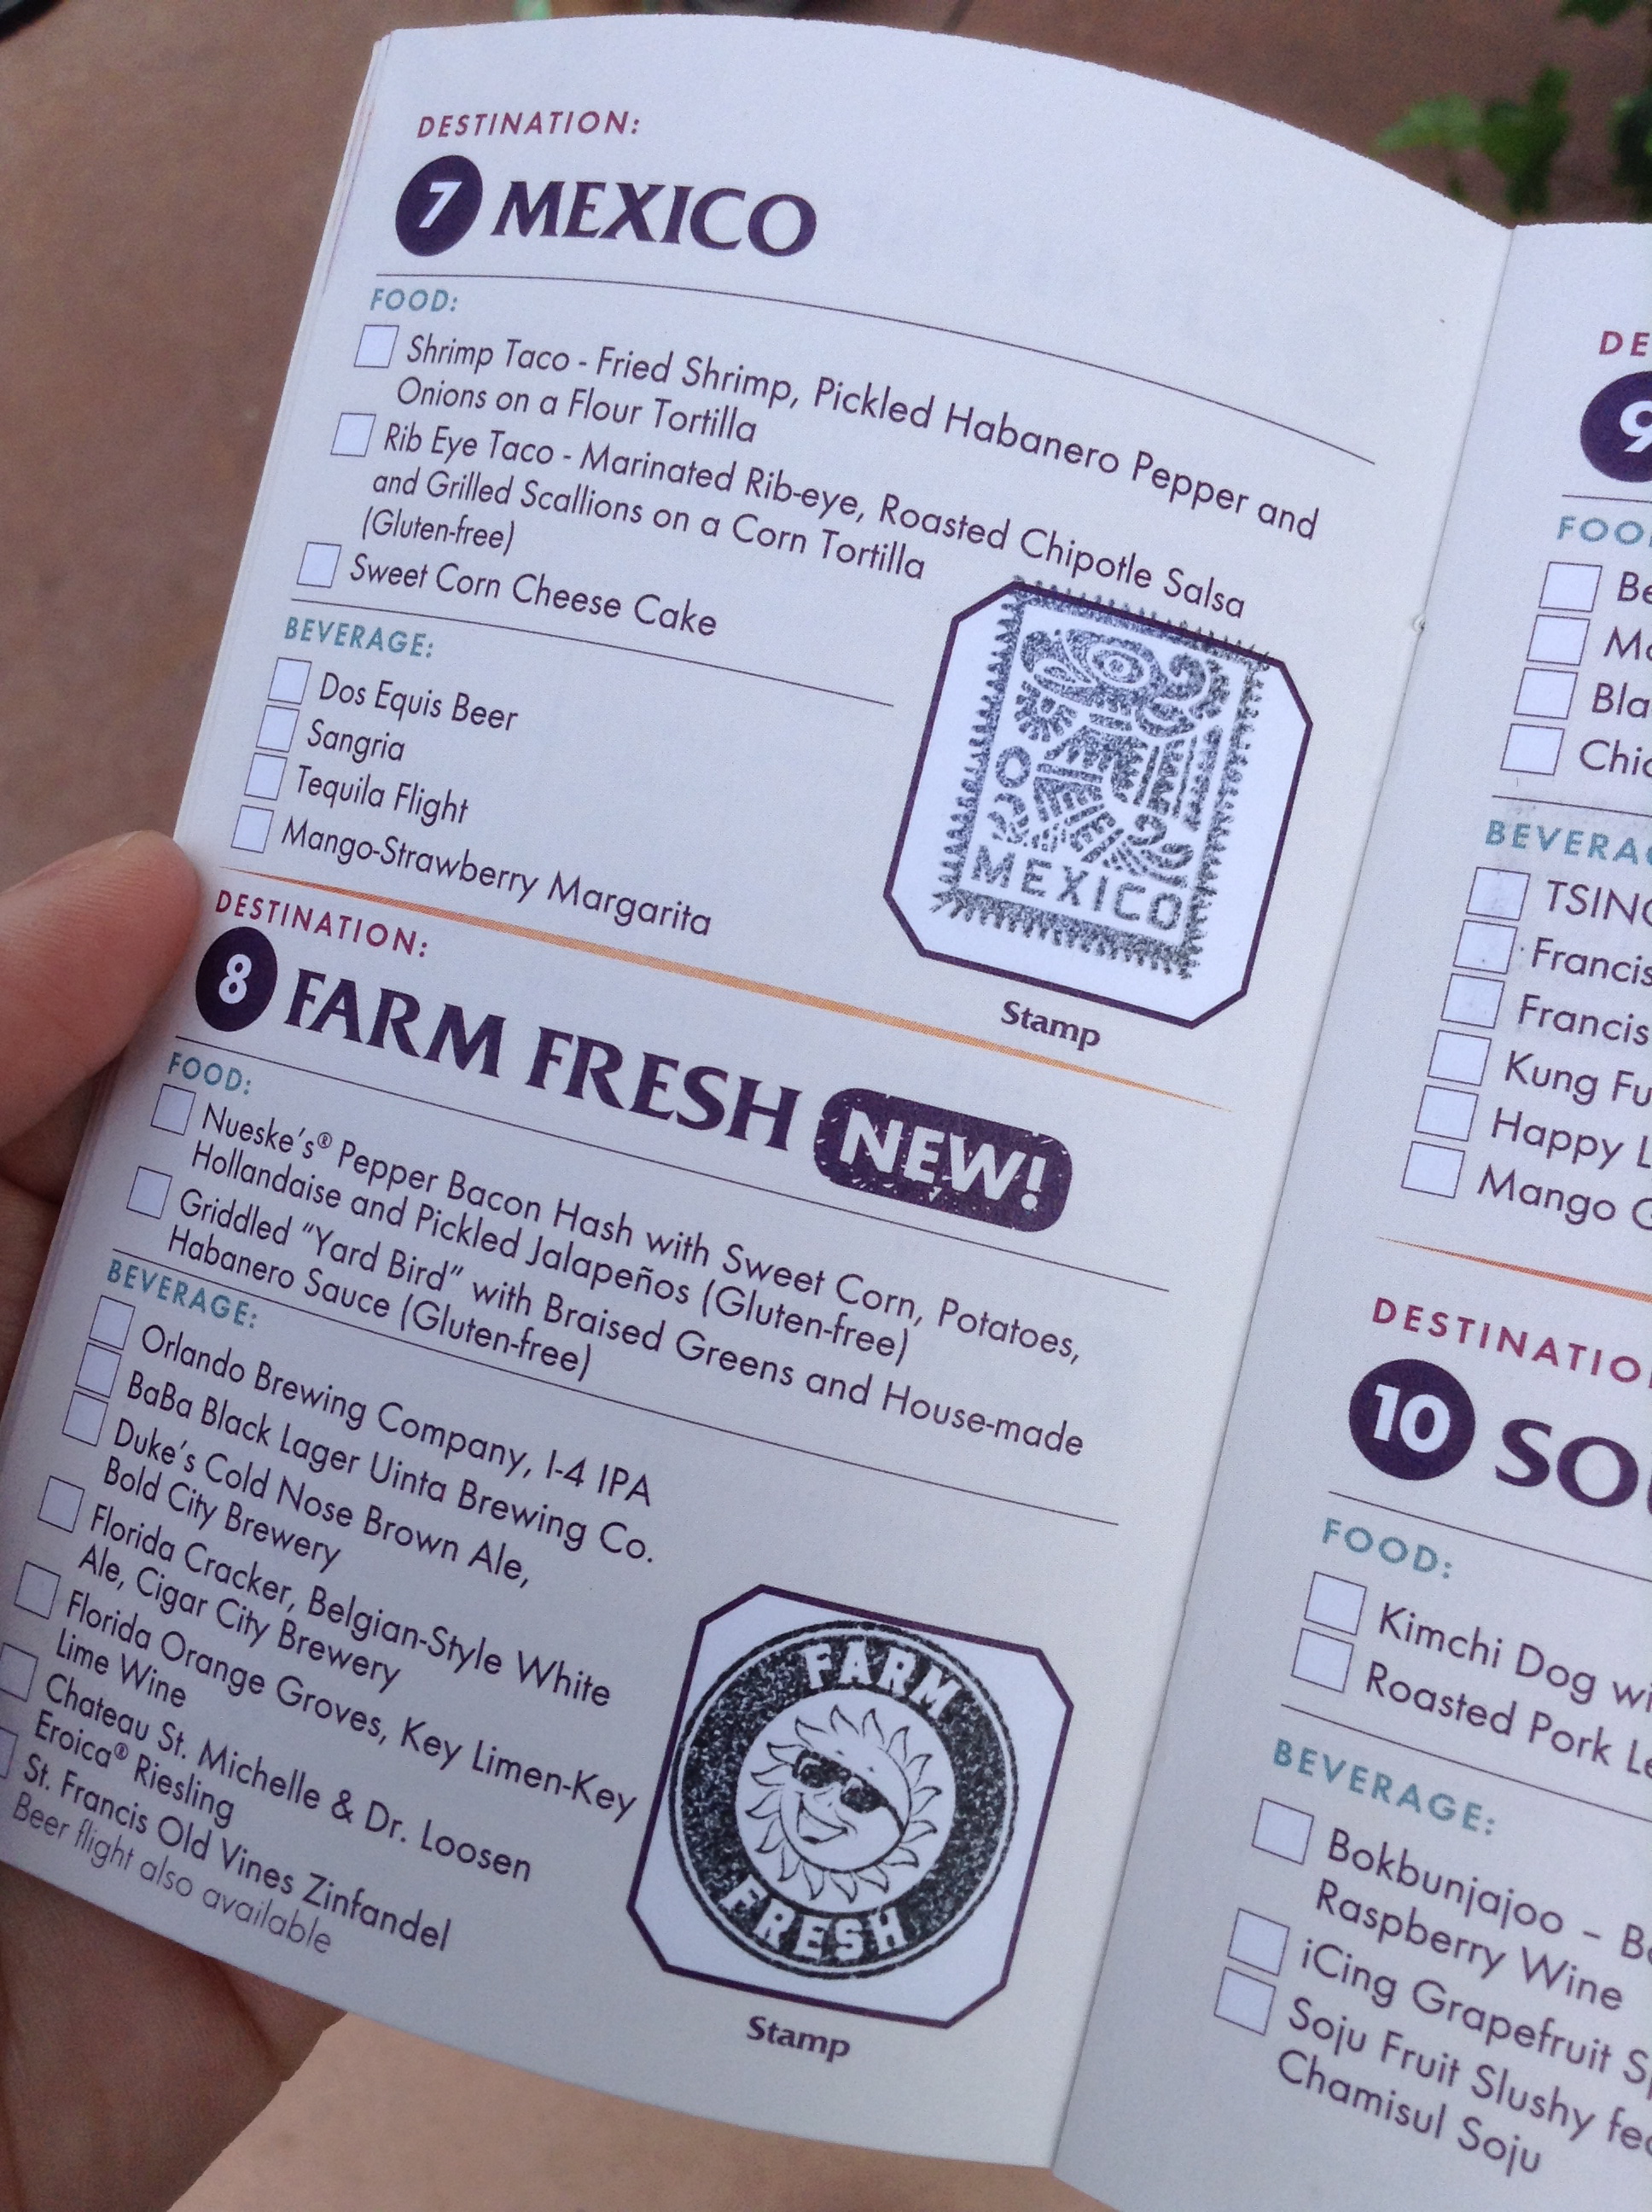 DESTINATION:
7 MEXICO
FOOD:
Shrimp Taco - Fried Shrimp, Pickled Habanero Pepper and
Onions on a Flour Tortilla
Rib Eye Taco - Marinated Rib-eye, Roasted Chipotle Salsa
and Grilled Scallions on a Corn Tortilla
(Gluten-free)
Sweet Corn Cheese Cake
BEVERAGE:
Dos Equis Beer
Sangria
Tequila Flight
Mango-Strawberry Margarita
MEXICO
Stamp
DESTINATION:
8 FARM FRESH NEW!
FOOD:
Nueske's® Pepper Bacon Hash with Sweet Corn, Potatoes,
Hollandaise and Pickled Jalapeños (Gluten-free)
Griddled "Yard Bird" with Braised Greens and House-made
Habanero Sauce (Gluten-free)
BEVERAGE:
Orlando Brewing Company, I-4 IPA
BaBa Black Lager Uinta Brewing Co.
Duke's Cold Nose Brown Ale,
Bold City Brewery
Florida Cracker, Belgian-Style White
Ale, Cigar City Brewery
Florida Orange Groves, Key Limen-Key
Lime Wine
Chateau St. Michelle & Dr. Loosen
Eroica® Riesling
St. Francis Old Vines Zinfandel
Beer flight also available
FARM
FRESH
Stamp
DE
9
FOO
Be
Mo
Bla
Chic
BEVERA
TSING
Francis
Francis
Kung Fu
Happy L
Mango G
DESTINATIO
10 SO
FOOD:
Kimchi Dog wi
Roasted Pork Le
BEVERAGE:
Bokbunjajoo – B
Raspberry Wine
iCing Grapefruit S
Soju Fruit Slushy fea
Chamisul Soju